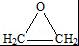 O
H₂C CH₂